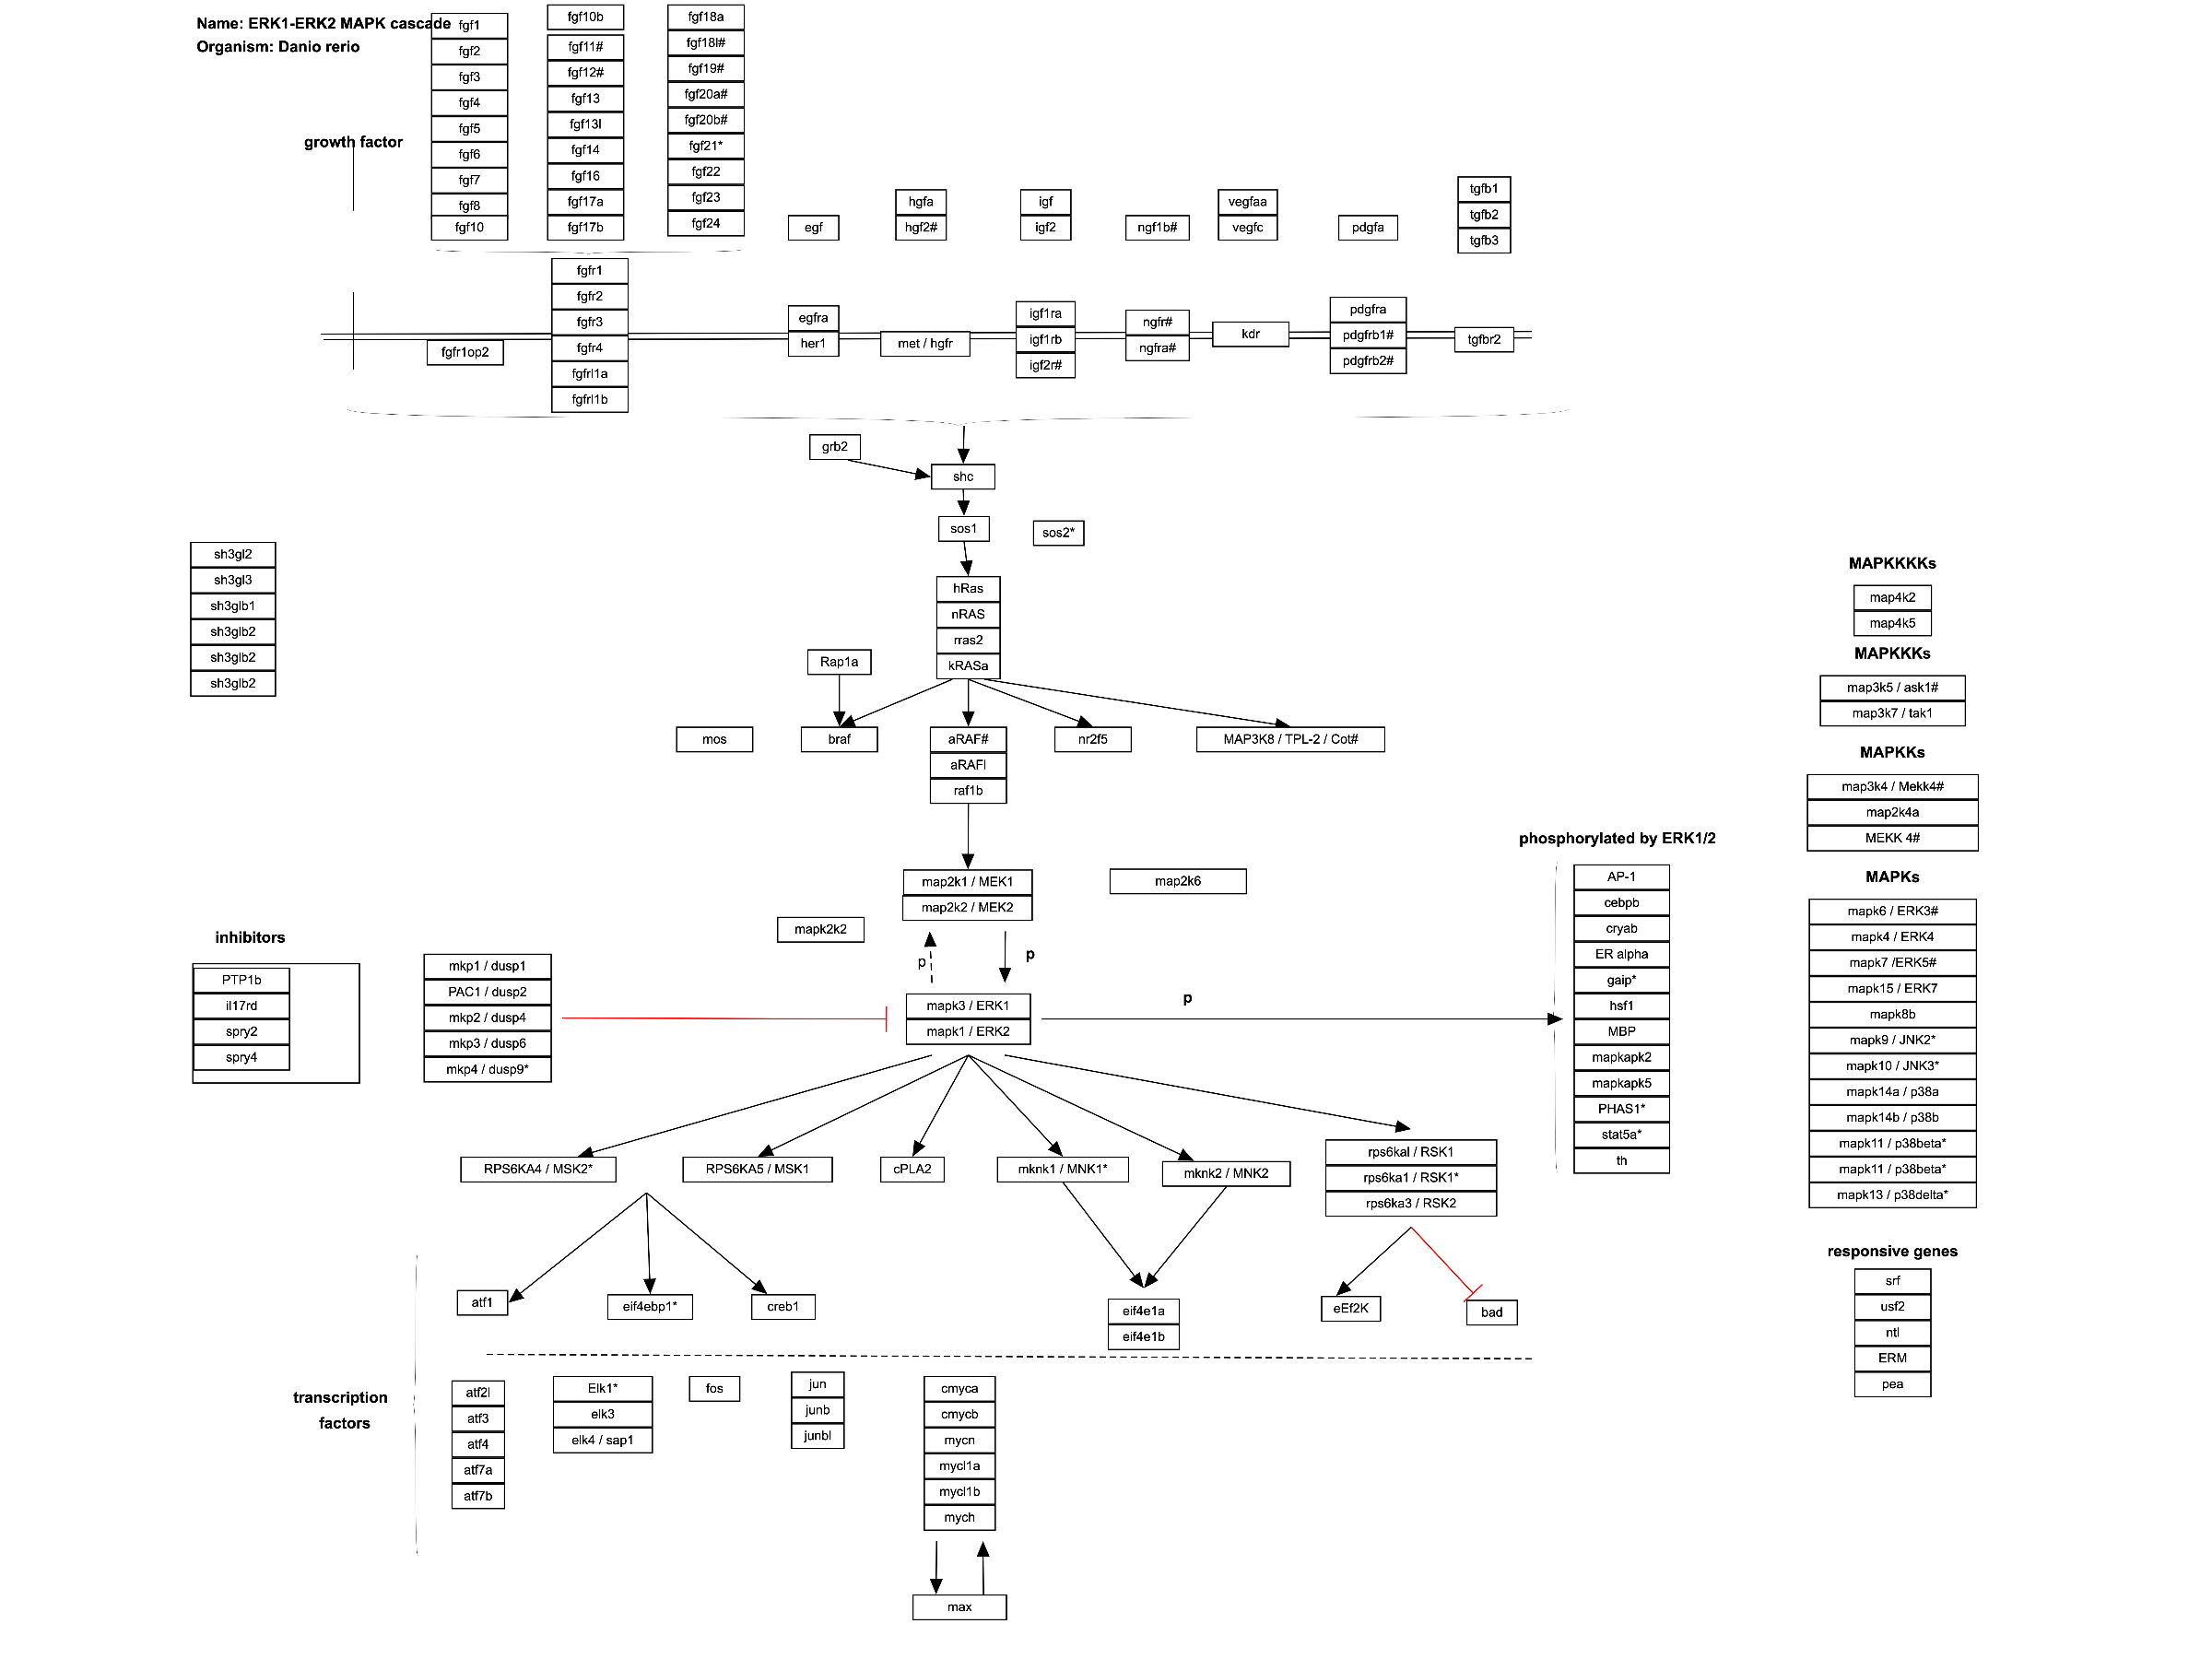 Name: ERK1-ERK2 MAPK cascade
Organism: Danio rerio
growth factor
fgf1
fgf2
fgf3
fgf4
fgf5
fgf6
fgf7
fgf8
fgf10
fgf10b
fgf11#
fgf12#
fgf13
fgf13l
fgf14
fgf16
fgf17a
fgf17b
fgf18a
fgf18l#
fgf19#
fgf20a#
fgf20b#
fgf21*
fgf22
fgf23
fgf24
egf
hgfa
hgf2#
igf
igf2
ngf1b#
vegfaa
vegfc
pdgfa
tgfb1
tgfb2
tgfb3
fgfr1op2
fgfr1
fgfr2
fgfr3
fgfr4
fgfrl1a
fgfrl1b
egfra
her1
met / hgfr
igf1ra
igf1rb
igf2r#
ngfr#
ngfra#
kdr
pdgfra
pdgfrb1#
pdgfrb2#
tgfbr2
grb2
shc
sos1
sos2*
sh3gl2
sh3gl3
sh3glb1
sh3glb2
sh3glb2
sh3glb2
hRas
nRAS
rras2
kRASa
Rap1a
mos
braf
aRAF#
aRAFl
raf1b
nr2f5
MAP3K8 / TPL-2 / Cot#
map2k1 / MEK1
map2k2 / MEK2
map2k6
mapk2k2
p
p
inhibitors
PTP1b
il17rd
spry2
spry4
mkp1 / dusp1
PAC1 / dusp2
mkp2 / dusp4
mkp3 / dusp6
mkp4 / dusp9*
mapk3 / ERK1
mapk1 / ERK2
p
phosphorylated by ERK1/2
AP-1
cebpb
cryab
ER alpha
gaip*
hsf1
MBP
mapkapk2
mapkapk5
PHAS1*
stat5a*
th
MAPKKKKs
map4k2
map4k5
MAPKKKs
map3k5 / ask1#
map3k7 / tak1
MAPKKs
map3k4 / Mekk4#
map2k4a
MEKK 4#
MAPKs
mapk6 / ERK3#
mapk4 / ERK4
mapk7 /ERK5#
mapk15 / ERK7
mapk8b
mapk9 / JNK2*
mapk10 / JNK3*
mapk14a / p38a
mapk14b / p38b
mapk11 / p38beta*
mapk11 / p38beta*
mapk13 / p38delta*
RPS6KA4 / MSK2*
RPS6KA5 / MSK1
cPLA2
mknk1 / MNK1*
mknk2 / MNK2
rps6kal / RSK1
rps6ka1 / RSK1*
rps6ka3 / RSK2
atf1
eif4ebp1*
creb1
eif4e1a
eif4e1b
eEf2K
bad
responsive genes
srf
usf2
ntl
ERM
pea
transcription
factors
atf2l
atf3
atf4
atf7a
atf7b
Elk1*
elk3
elk4 / sap1
fos
jun
junb
junbl
cmyca
cmycb
mycn
mycl1a
mycl1b
mych
max